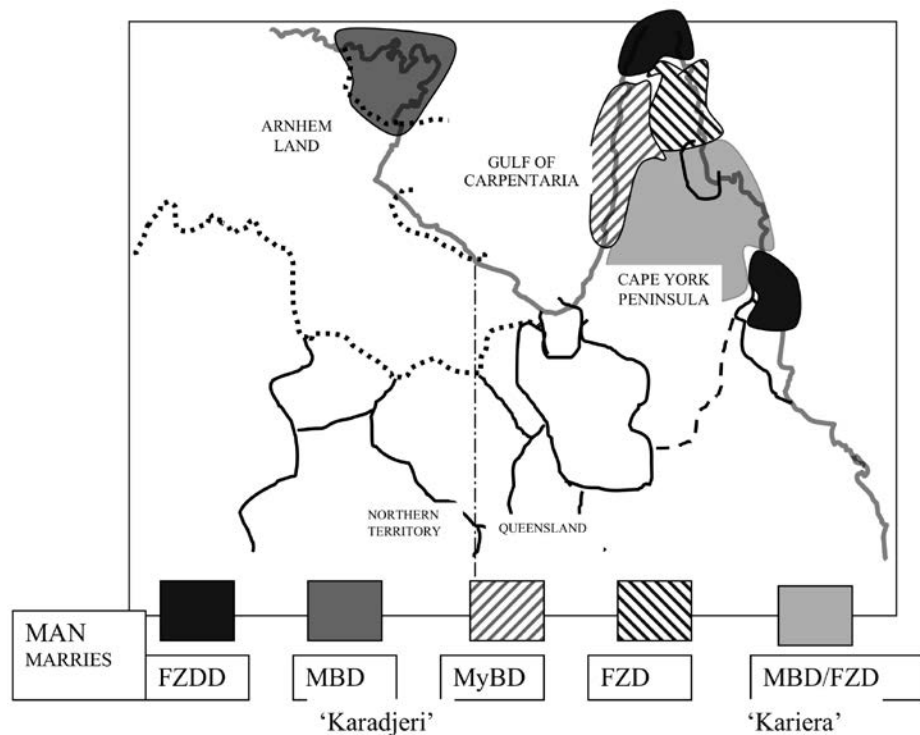 ARNHEM
LAND
GULF OF
CARPENTARIA
CAPE YORK
PENINSULA
NORTHERN
TERRITORY
QUEENSLAND
MAN
MARRIES
FZDD
MBD
MyBD
FZD
MBD/FZD
'Karadjeri'
'Kariera'